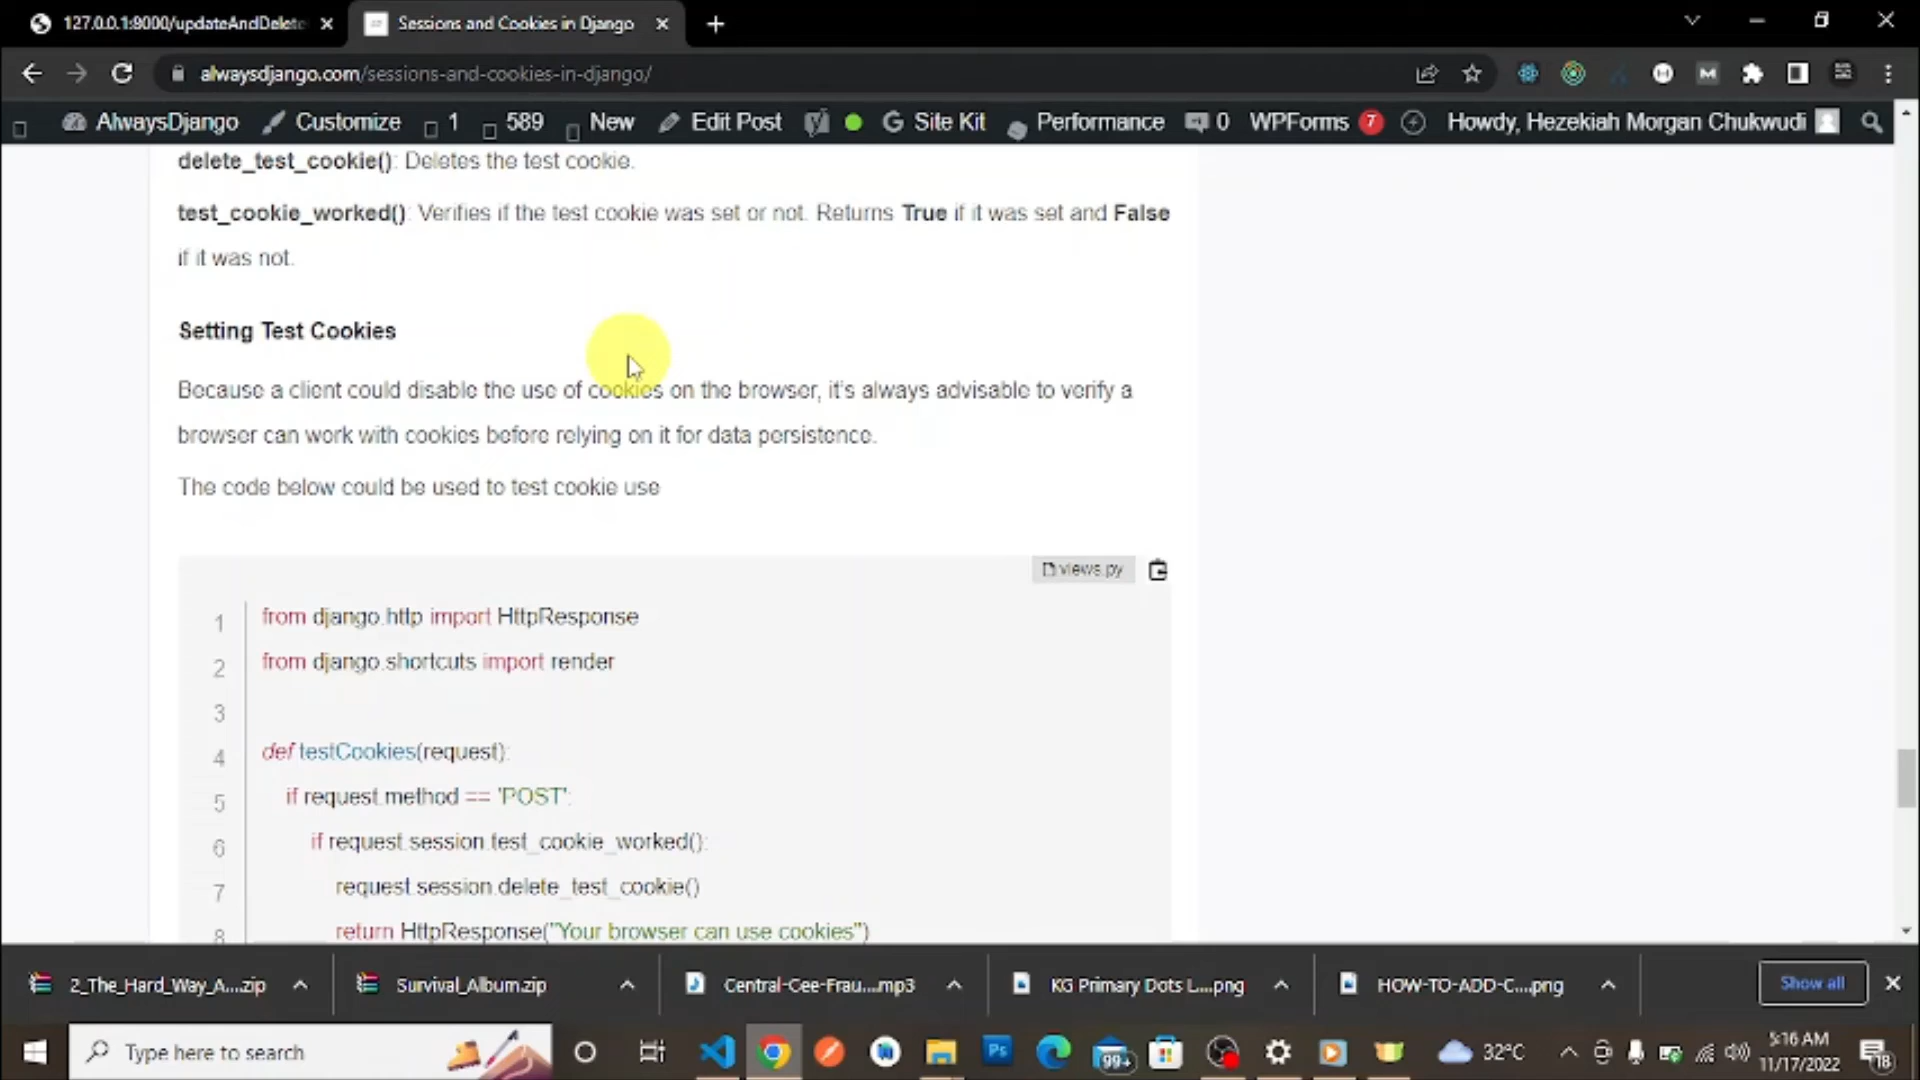 127.0.0.1:8000/updateAndDelete
Sessions and Cookies in Django
alwaysdjango.com/sessions-and-cookies-in-django/
AlwaysDjango Customize 1 589 New Edit Post Site Kit Performance 0 WPForms 7 Howdy, Hezekiah Morgan Chukwudi
delete_test_cookie(): Deletes the test cookie.
test_cookie_worked(): Verifies if the test cookie was set or not. Returns True if it was set and False
if it was not.
Setting Test Cookies
Because a client could disable the use of cookies on the browser, it's always advisable to verify a
browser can work with cookies before relying on it for data persistence.
The code below could be used to test cookie use
views.py
1 from django.http import HttpResponse
2 from django.shortcuts import render
3
4 def testCookies(request):
5 if request.method == 'POST':
6 if request.session.test_cookie_worked():
7 request.session.delete_test_cookie()
8 return HttpResponse("Your browser can use cookies")
2_The_Hard_Way_A....zip Survival_Album.zip Central-Cee-Frau....mp3 KG Primary Dots L....png HOW-TO-ADD-C....png Show all
Type here to search
Ps
99+
32°C
5:16 AM
11/17/2022
18